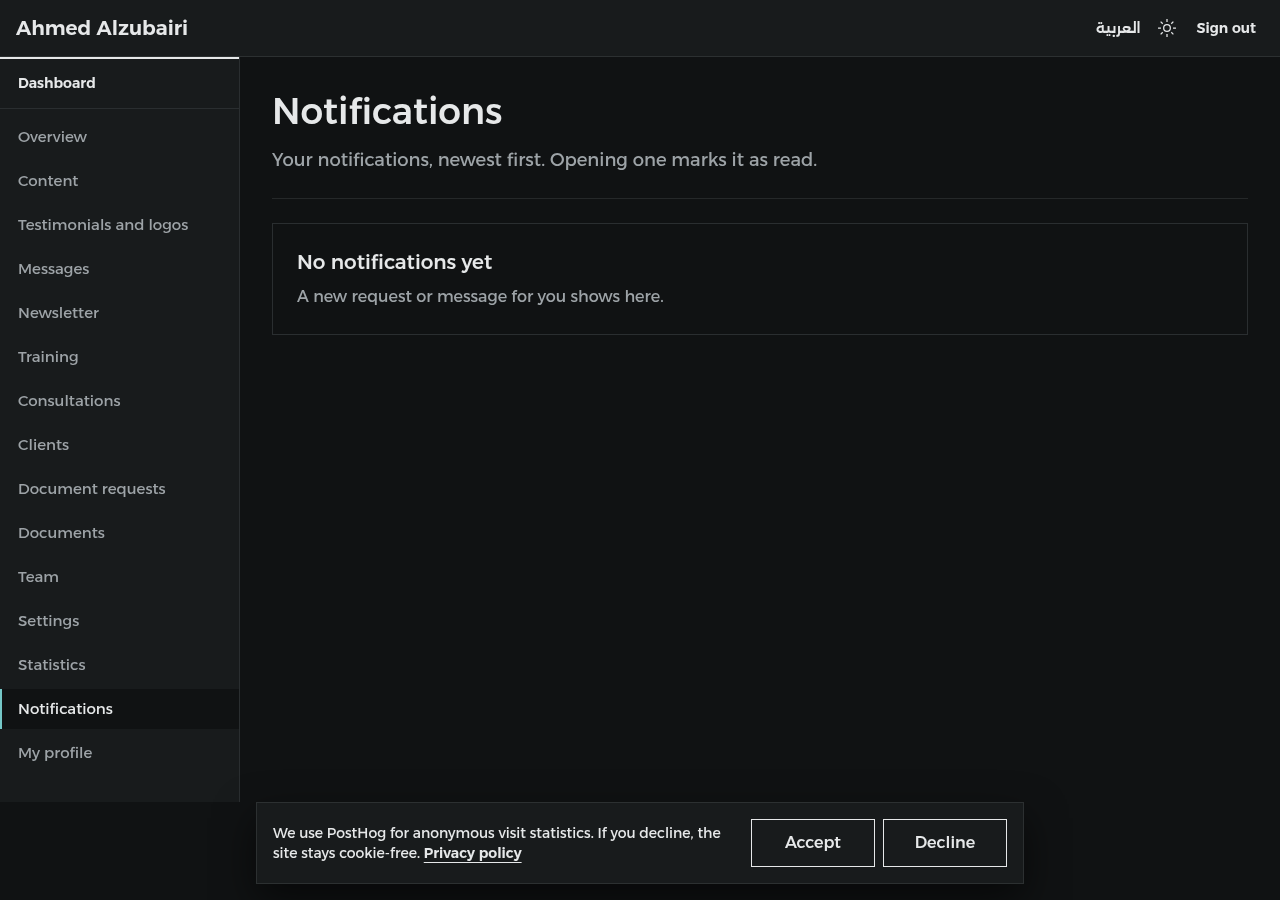 Ahmed Alzubairi
العربية
Sign out
Dashboard
Overview
Content
Testimonials and logos
Messages
Newsletter
Training
Consultations
Clients
Document requests
Documents
Team
Settings
Statistics
Notifications
My profile
Notifications
Your notifications, newest first. Opening one marks it as read.
No notifications yet
A new request or message for you shows here.
We use PostHog for anonymous visit statistics. If you decline, the
site stays cookie-free. Privacy policy
Accept
Decline